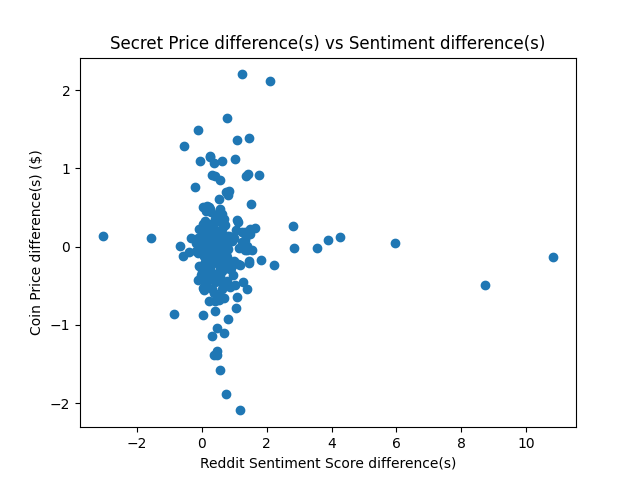 Secret Price difference(s) vs Sentiment difference(s)
Coin Price difference(s) ($)
2
1
0
−1
−2
−2 0 2 4 6 8 10
Reddit Sentiment Score difference(s)